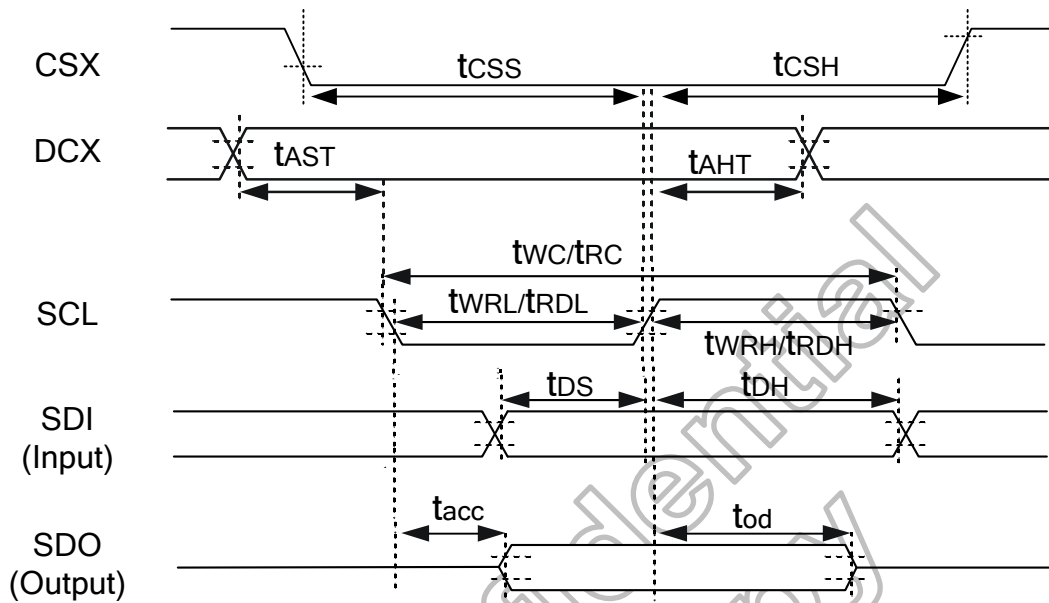 CSX
tCSS
tCSH
DCX
tAST
tAHT
tWC/tRC
SCL
tWRL/tRDL
tWRH/tRDH
SDI
(Input)
tDS
tDH
SDO
(Output)
tacc
tod